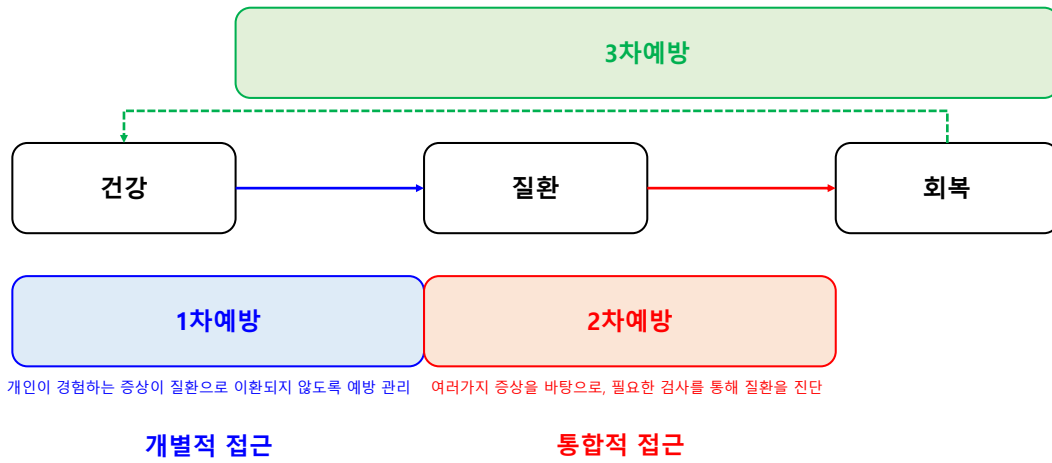 3차예방
건강
질환
회복
1차예방
2차예방
개인이 경험하는 증상이 질환으로 이환되지 않도록 예방 관리
여러가지 증상을 바탕으로, 필요한 검사를 통해 질환을 진단
개별적 접근
통합적 접근